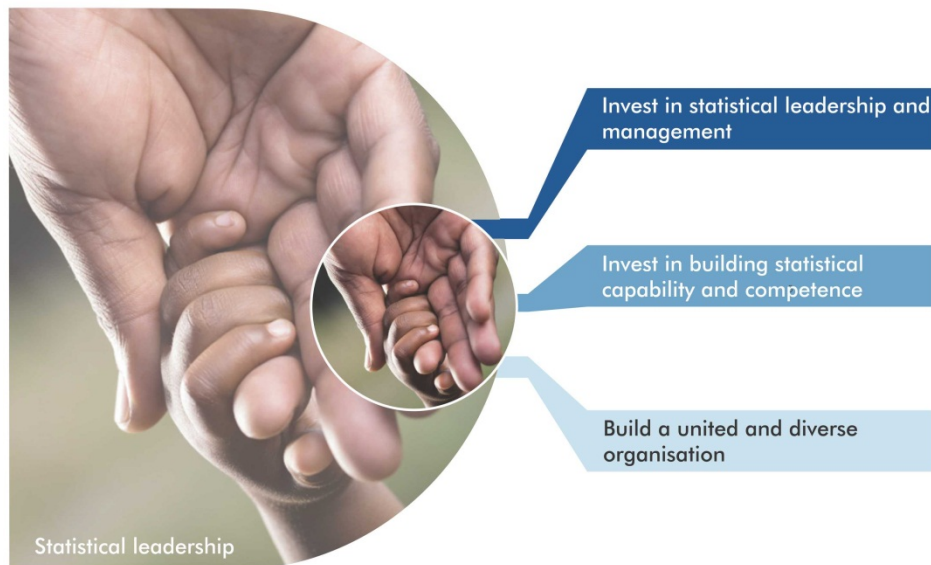 Invest in statistical leadership and
management
Invest in building statistical
capability and competence
Build a united and diverse
organisation
Statistical leadership